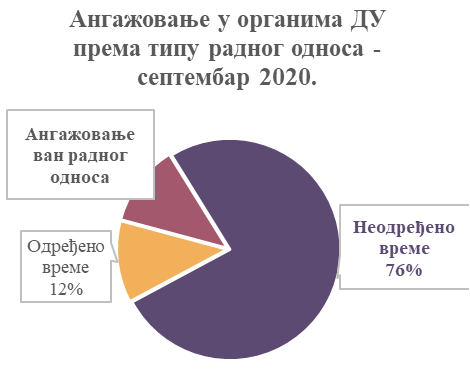 Ангажовање у органима ДУ
према типу радног односа -
септембар 2020.
Ангажовање
ван радног
односа
Одређено
време
12%
Неодређено
време
76%